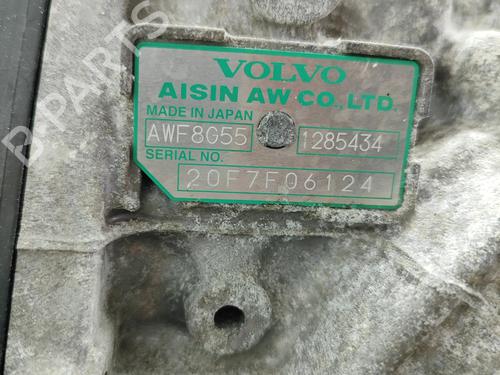 VOLVO
AISIN AW CO.,LTD.
MADE IN JAPAN
AWF8G55 1285434
SERIAL NO.
20F7F06124
B-PARTS